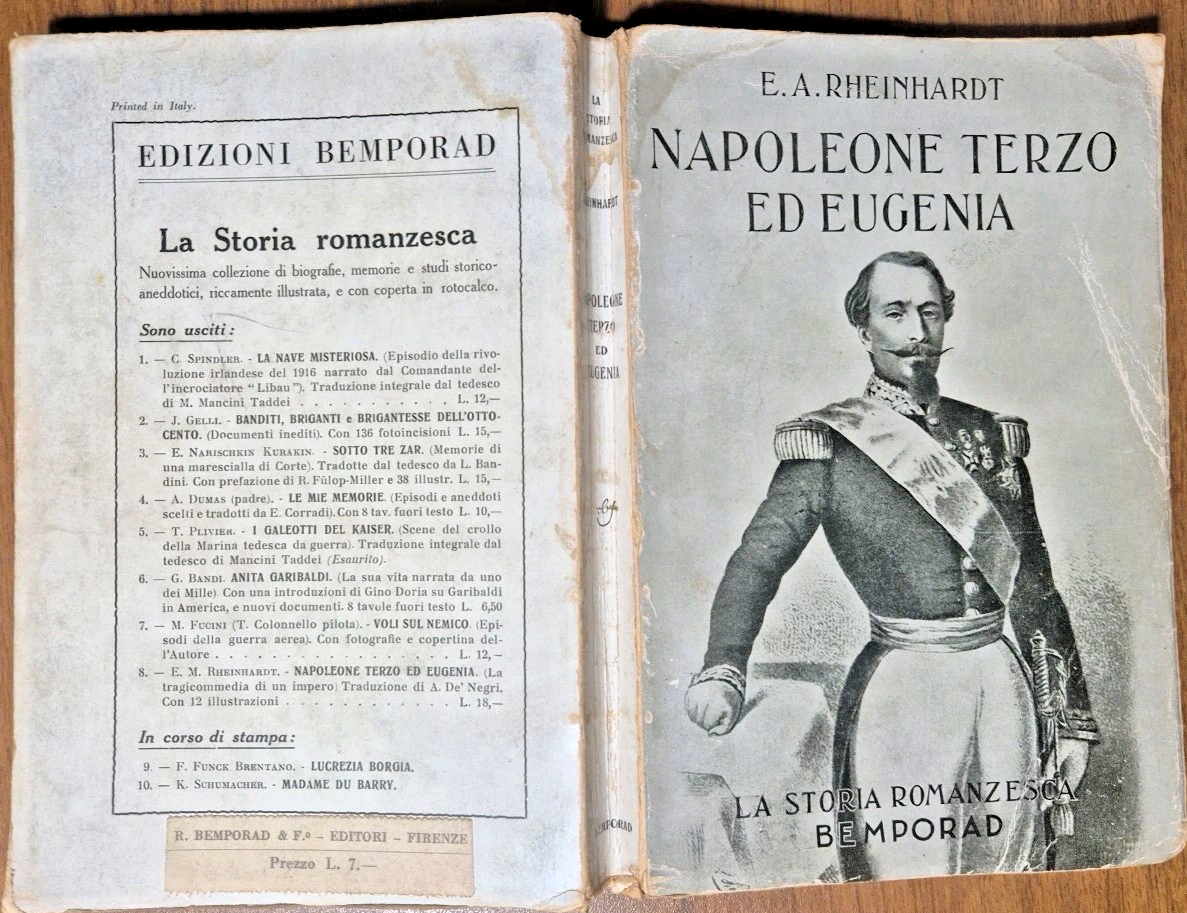 Printed in Italy.
EDIZIONI BEMPORAD
La Storia romanzesca
Nuovissima collezione di biografie, memorie e studi storico-
aneddotici, riccamente illustrata, e con coperta in rotocalco.
Sono usciti:
1. — C. SPINDLER. - LA NAVE MISTERIOSA. (Episodio della rivo-
luzione irlandese del 1916 narrato dal Comandante del-
l'incrociatore “Libau”). Traduzione integrale dal tedesco
di M. Mancini Taddei . . . . . . . . . . . L. 12,—
2. — J. GELLI. - BANDITI, BRIGANTI e BRIGANTESSE DELL'OTTO-
CENTO. (Documenti inediti). Con 136 fotoincisioni L. 15,—
3. — E. NARISCHKIN KURAKIN. - SOTTO TRE ZAR. (Memorie di
una marescialla di Corte). Tradotte dal tedesco da L. Ban-
dini. Con prefazione di R. Fülop-Miller e 38 illustr. L. 15,—
4. — A. DUMAS (padre). - LE MIE MEMORIE. (Episodi e aneddoti
scelti e tradotti da E. Corradi). Con 8 tav. fuori testo L. 10,—
5. — T. PLIVIER. - I GALEOTTI DEL KAISER. (Scene del crollo
della Marina tedesca da guerra). Traduzione integrale dal
tedesco di Mancini Taddei (Esaurito).
6. — G. BANDI. ANITA GARIBALDI. (La sua vita narrata da uno
dei Mille) Con una introduzioni di Gino Doria su Garibaldi
in America, e nuovi documenti. 8 tavole fuori testo L. 6,50
7. — M. FUCINI (T. Colonnello pilota). - VOLI SUL NEMICO. (Epi-
sodi della guerra aerea). Con fotografie e copertina del-
l'Autore . . . . . . . . . . . . . . . . . . L. 12,—
8. — E. M. RHEINHARDT. - NAPOLEONE TERZO ED EUGENIA. (La
tragicommedia di un impero) Traduzione di A. De' Negri.
Con 12 illustrazioni . . . . . . . . . . . . L. 18,—
In corso di stampa:
9. — F. FUNCK BRENTANO. - LUCREZIA BORGIA.
10. — K. SCHUMACHER. - MADAME DU BARRY.
R. BEMPORAD & F.º – EDITORI – FIRENZE
Prezzo L. 7.—
LA
STORIA
MANZESCA
EINHARDT
POLEONE
TERZO
ED
UGENIA
EMPORAD
E. A. RHEINHARDT
NAPOLEONE TERZO
ED EUGENIA
LA STORIA ROMANZESCA
BEMPORAD